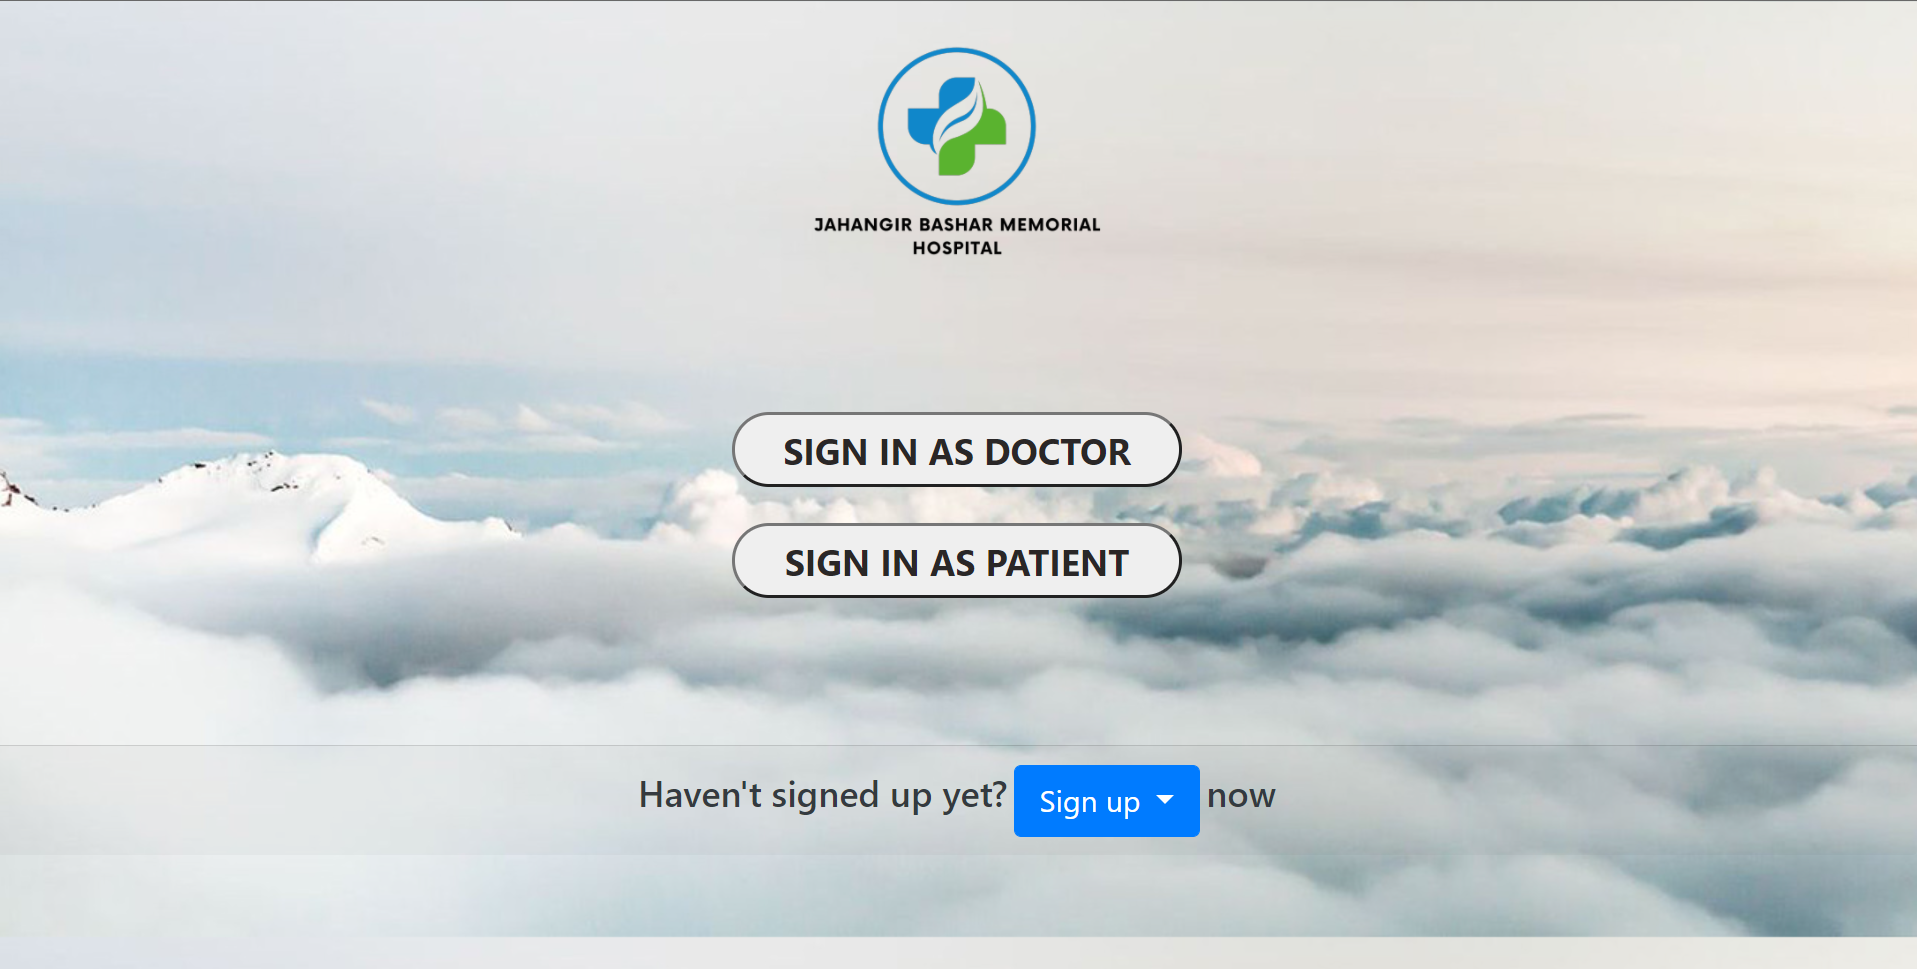 JAHANGIR BASHAR MEMORIAL
HOSPITAL
SIGN IN AS DOCTOR
SIGN IN AS PATIENT
Haven't signed up yet? Sign up now